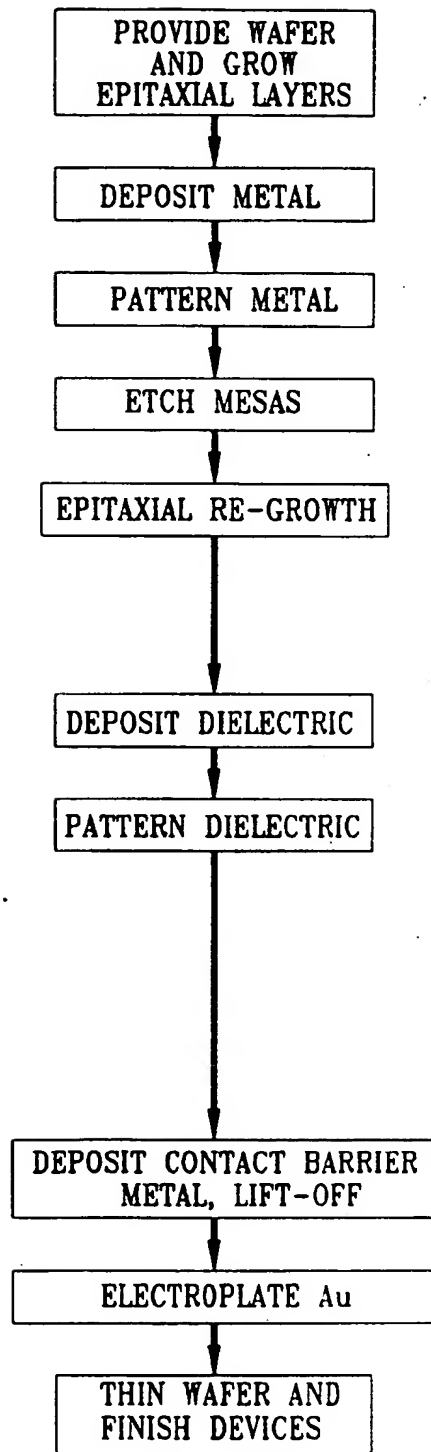 PROVIDE WAFER
AND GROW
EPITAXIAL LAYERS
DEPOSIT METAL
PATTERN METAL
ETCH MESAS
EPITAXIAL RE-GROWTH
DEPOSIT DIELECTRIC
PATTERN DIELECTRIC
DEPOSIT CONTACT BARRIER
METAL, LIFT-OFF
ELECTROPLATE Au
THIN WAFER AND
FINISH DEVICES